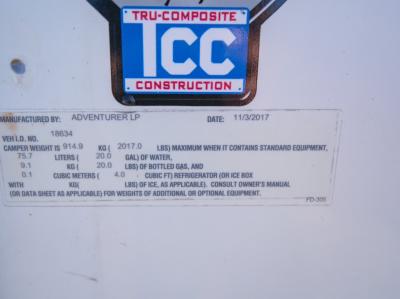 TRU-COMPOSITE
TCC
CONSTRUCTION
MANUFACTURED BY: ADVENTURER LP DATE: 11/3/2017
VEH I.D. NO. 18634
CAMPER WEIGHT IS 914.9 KG ( 2017.0 LBS) MAXIMUM WHEN IT CONTAINS STANDARD EQUIPMENT,
75.7 LITERS ( 20.0 GAL) OF WATER,
9.1 KG ( 20.0 LBS) OF BOTTLED GAS, AND
0.1 CUBIC METERS ( 4.0 CUBIC FT) REFRIGERATOR (OR ICE BOX
WITH KG( LBS) OF ICE, AS APPLICABLE). CONSULT OWNER'S MANUAL
(OR DATA SHEET AS APPLICABLE) FOR WEIGHTS OF ADDITIONAL OR OPTIONAL EQUIPMENT.
FD-305